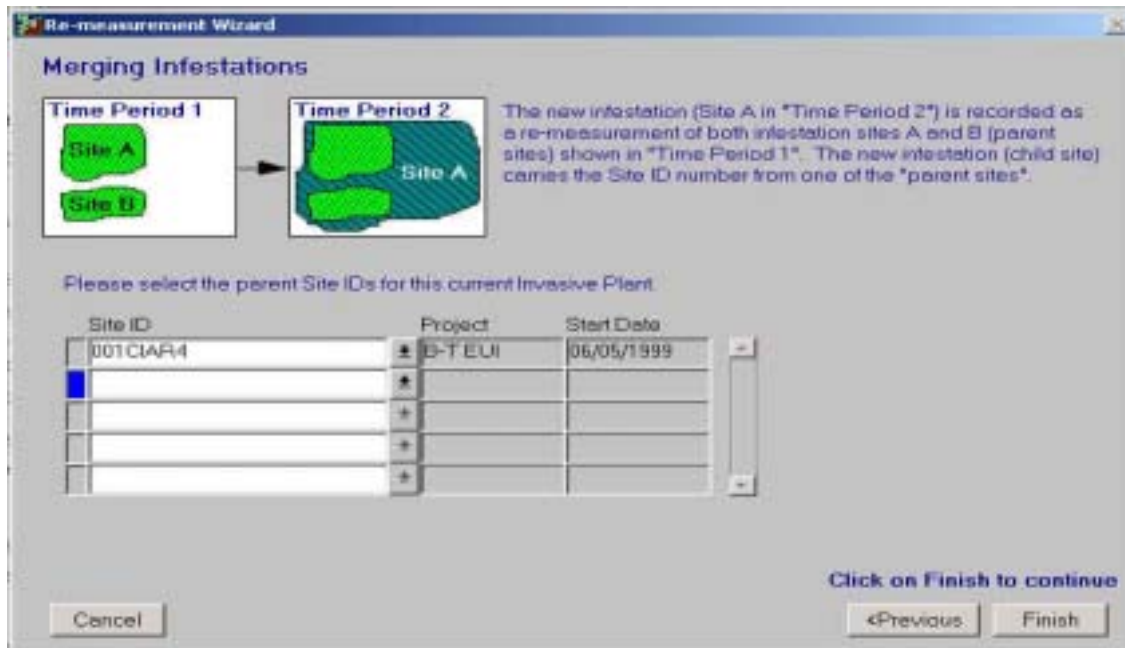 Re-measurement Wizard
Merging Infestations
Time Period 1
Site A
Site B
Time Period 2
Site A
The new infestation (Site A in "Time Period 2") is recorded as
a re-measurement of both infestation sites A and B (parent
sites) shown in "Time Period 1". The new infestation (child site)
carries the Site ID number from one of the "parent sites".
Please select the parent Site IDs for this current Invasive Plant
Site ID Project Start Date
001CIAR4 B-TEUI 06/05/1999
Click on Finish to continue
Cancel <Previous Finish